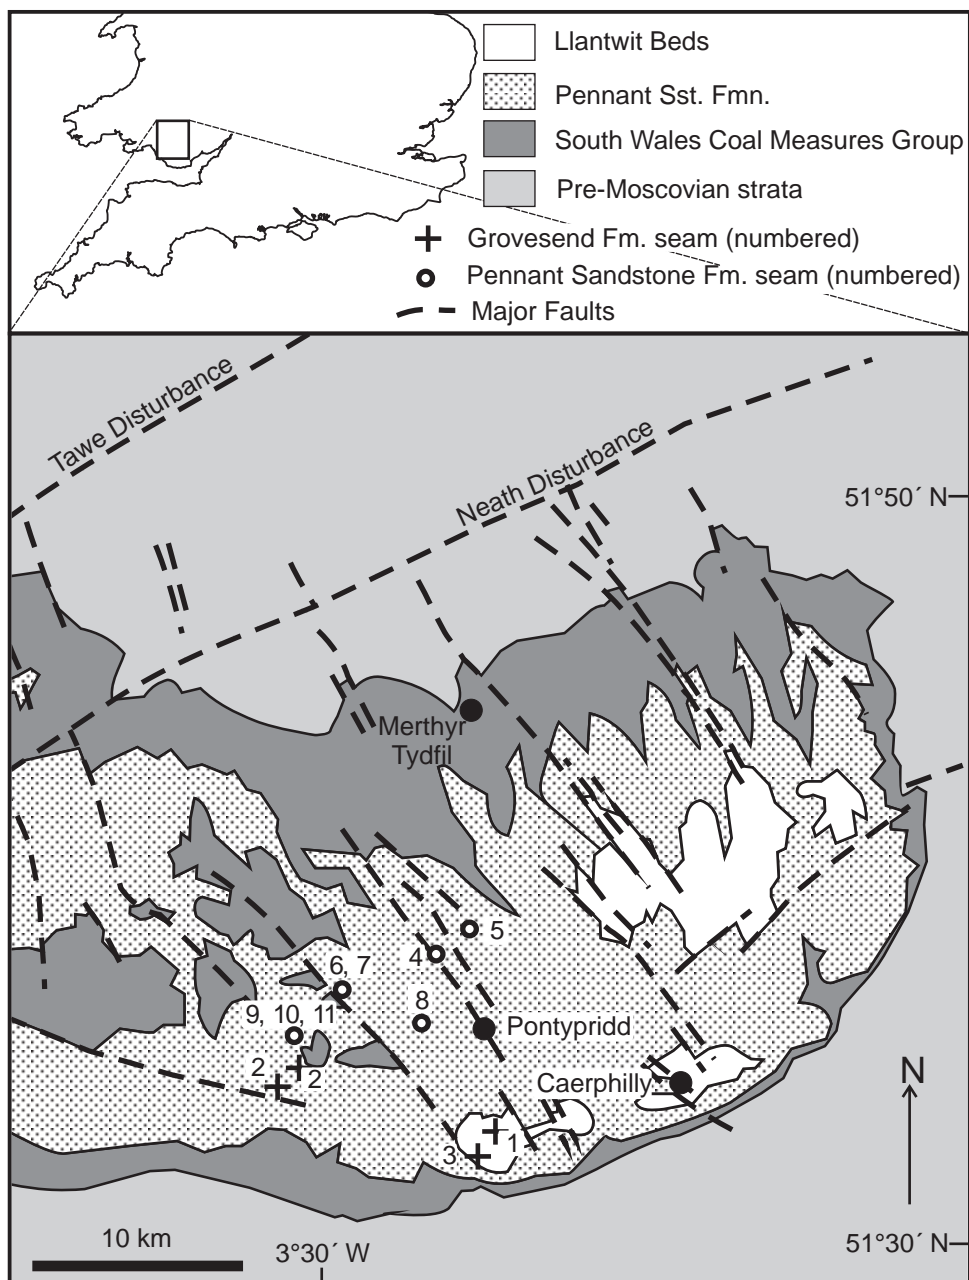 Llantwit Beds
Pennant Sst. Fmn.
South Wales Coal Measures Group
Pre-Moscovian strata
Grovesend Fm. seam (numbered)
Pennant Sandstone Fm. seam (numbered)
Major Faults
Tawe Disturbance
Neath Disturbance
51°50´ N
Merthyr
Tydfil
5
4
6, 7
8
9, 10, 11
Pontypridd
2
2
Caerphilly
N
1
3
10 km
3°30´ W
51°30´ N